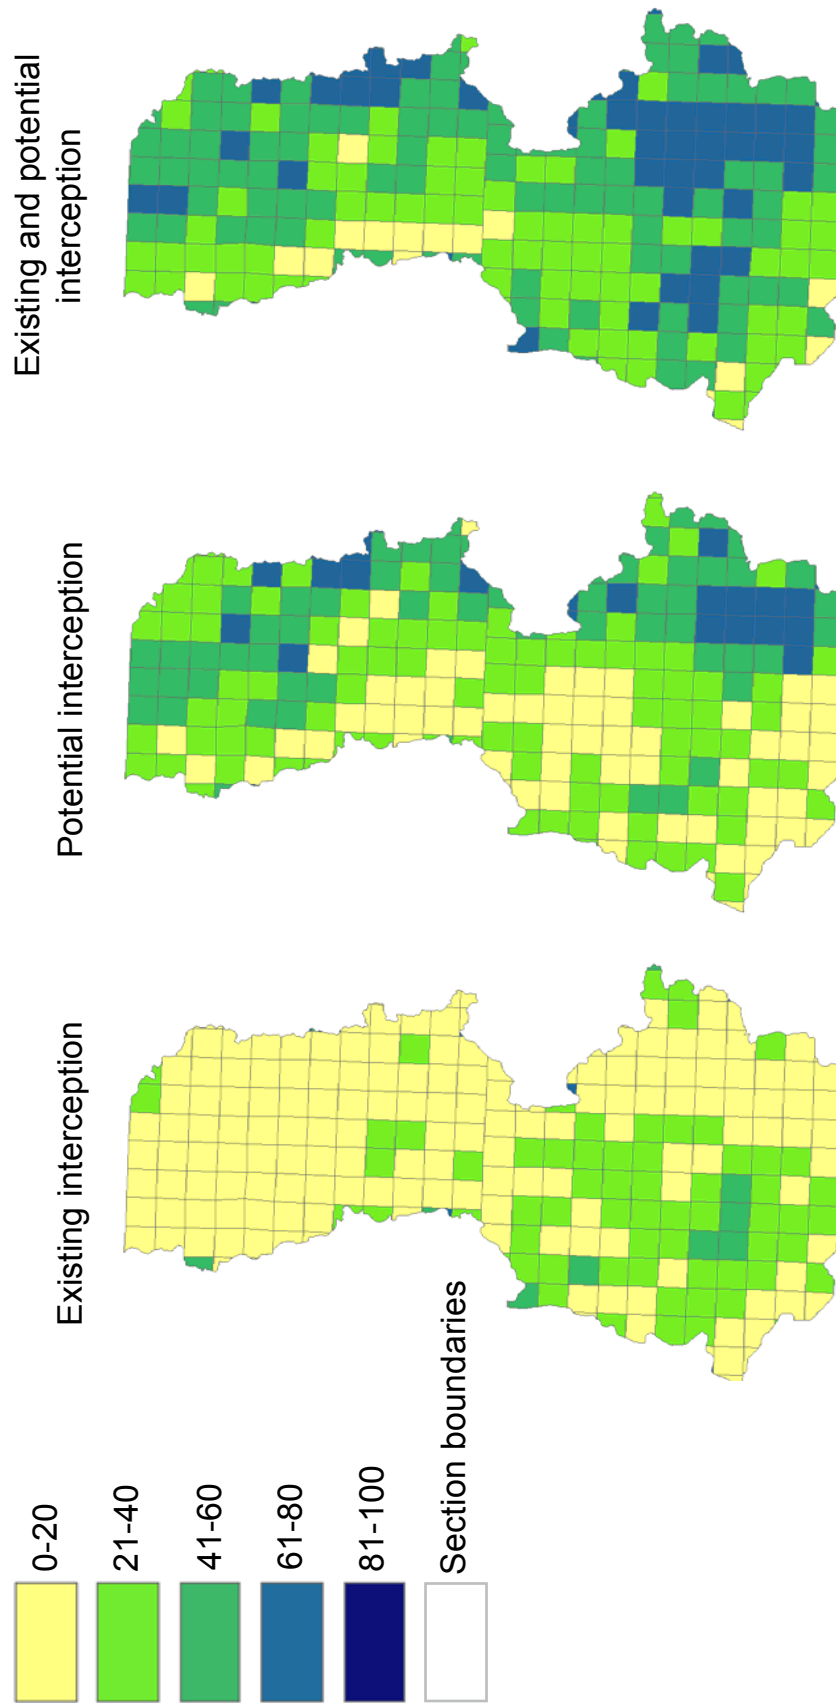 0-20
21-40
41-60
61-80
81-100
Section boundaries
Existing interception
Potential interception
Existing and potential
interception